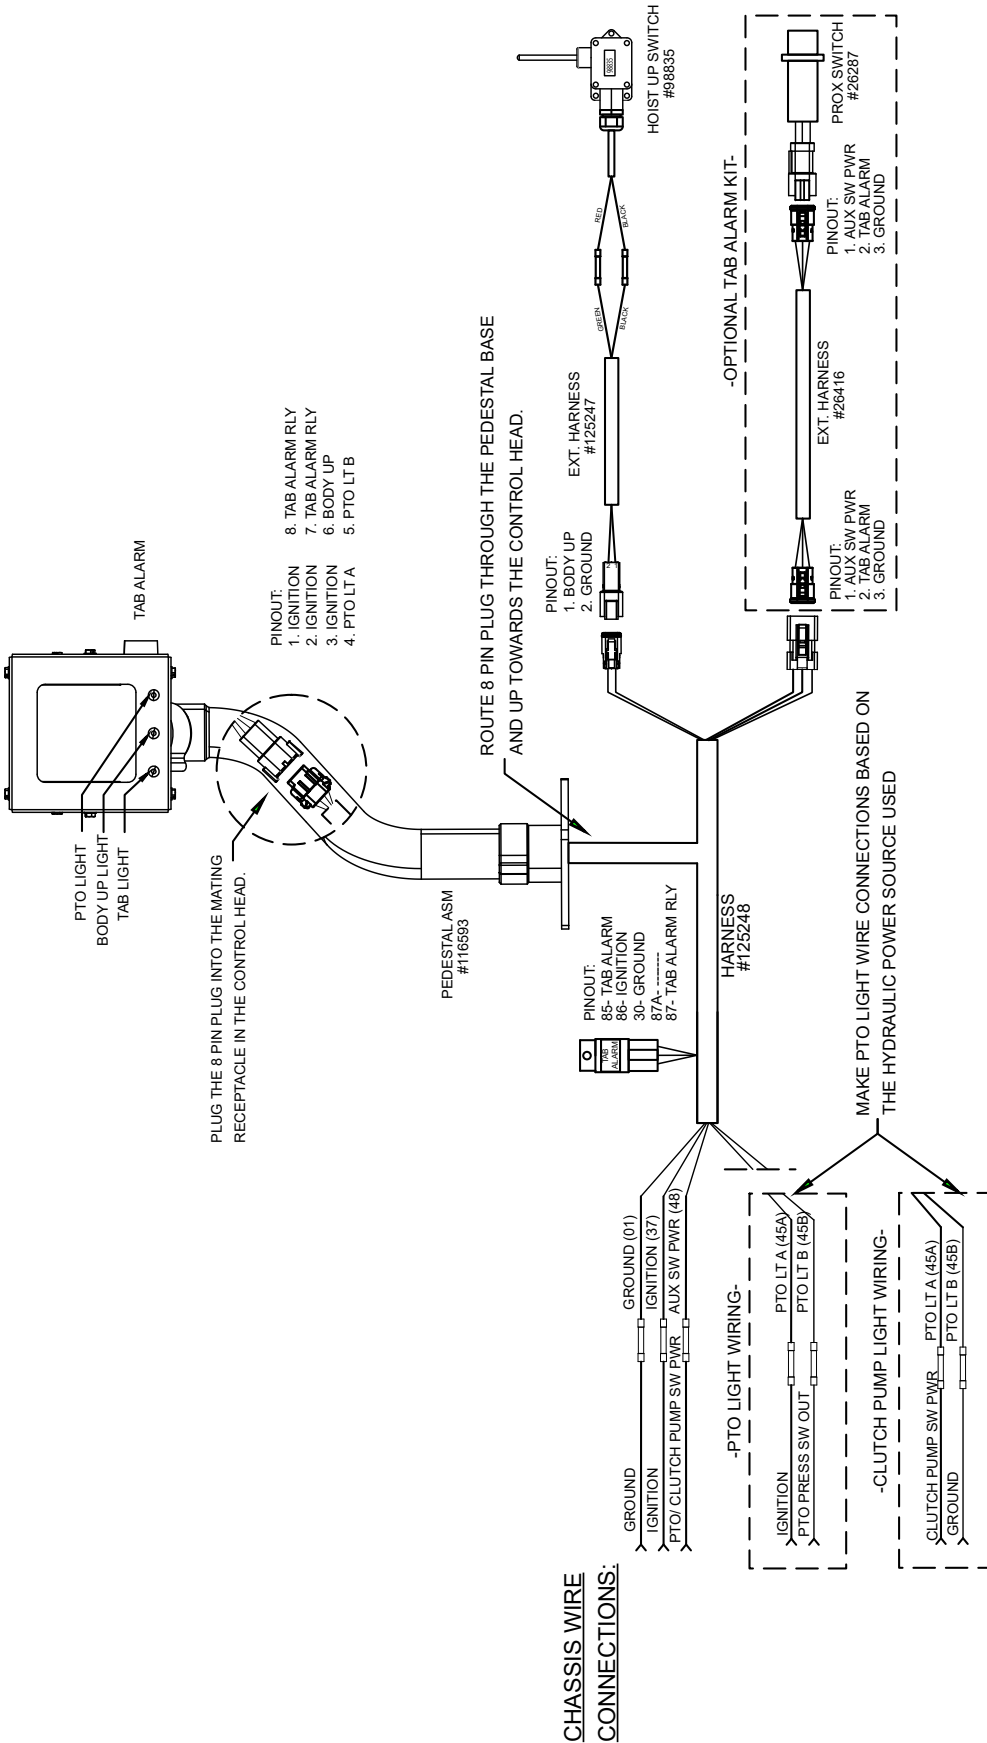 PTO LIGHT
BODY UP LIGHT
TAB LIGHT
TAB ALARM
PLUG THE 8 PIN PLUG INTO THE MATING
RECEPTACLE IN THE CONTROL HEAD.
PINOUT:
1. IGNITION
2. IGNITION
3. IGNITION
4. PTO LT A
8. TAB ALARM RLY
7. TAB ALARM RLY
6. BODY UP
5. PTO LT B
PEDESTAL ASM
#116593
ROUTE 8 PIN PLUG THROUGH THE PEDESTAL BASE
AND UP TOWARDS THE CONTROL HEAD.
PINOUT:
85- TAB ALARM
86- IGNITION
30- GROUND
87A- -------
87- TAB ALARM RLY
TAB
ALARM
HARNESS
#125248
PINOUT:
1. BODY UP
2. GROUND
2 1
EXT. HARNESS
#125247
GREEN
BLACK
RED
BLACK
98835
HOIST UP SWITCH
#98835
-OPTIONAL TAB ALARM KIT-
PINOUT:
1. AUX SW PWR
2. TAB ALARM
3. GROUND
EXT. HARNESS
#26416
PINOUT:
1. AUX SW PWR
2. TAB ALARM
3. GROUND
PROX SWITCH
#26287
CHASSIS WIRE
CONNECTIONS:
GROUND
GROUND (01)
IGNITION
IGNITION (37)
PTO/ CLUTCH PUMP SW PWR
AUX SW PWR (48)
-PTO LIGHT WIRING-
IGNITION
PTO LT A (45A)
PTO PRESS SW OUT
PTO LT B (45B)
MAKE PTO LIGHT WIRE CONNECTIONS BASED ON
THE HYDRAULIC POWER SOURCE USED
-CLUTCH PUMP LIGHT WIRING-
CLUTCH PUMP SW PWR
PTO LT A (45A)
GROUND
PTO LT B (45B)